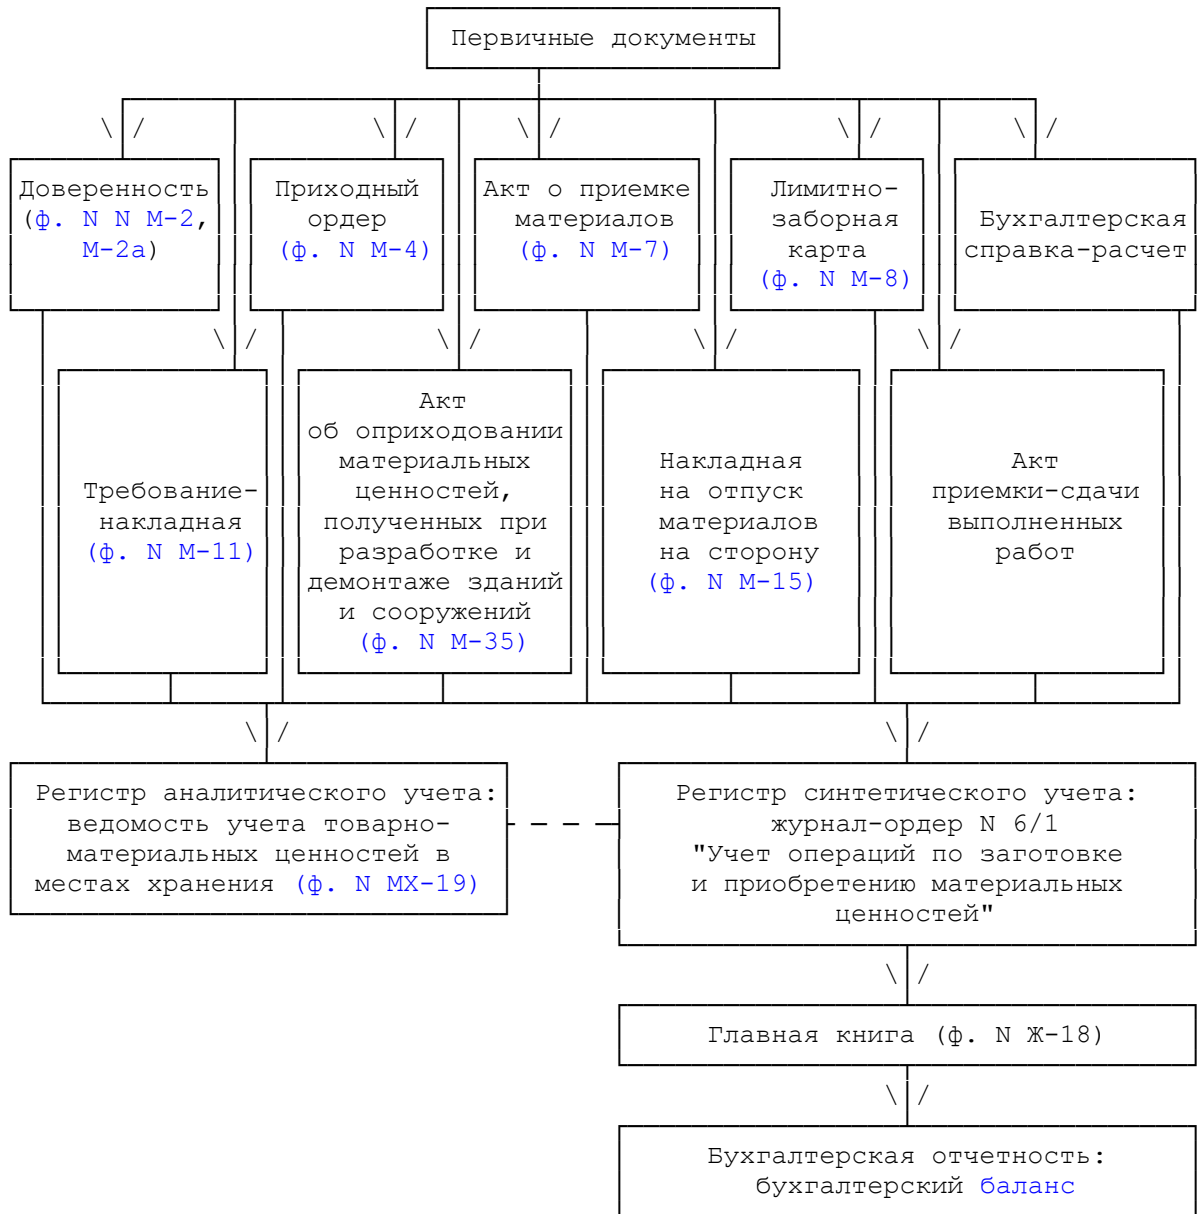 Первичные документы
Доверенность
(ф. N N М-2,
М-2а)
Приходный
ордер
(ф. N М-4)
Акт о приемке
материалов
(ф. N М-7)
Лимитно-
заборная
карта
(ф. N М-8)
Бухгалтерская
справка-расчет
Требование-
накладная
(ф. N М-11)
Акт
об оприходовании
материальных
ценностей,
полученных при
разработке и
демонтаже зданий
и сооружений
(ф. N М-35)
Накладная
на отпуск
материалов
на сторону
(ф. N М-15)
Акт
приемки-сдачи
выполненных
работ
Регистр аналитического учета:
ведомость учета товарно-
материальных ценностей в
местах хранения (ф. N МХ-19)
Регистр синтетического учета:
журнал-ордер N 6/1
"Учет операций по заготовке
и приобретению материальных
ценностей"
Главная книга (ф. N Ж-18)
Бухгалтерская отчетность:
бухгалтерский баланс